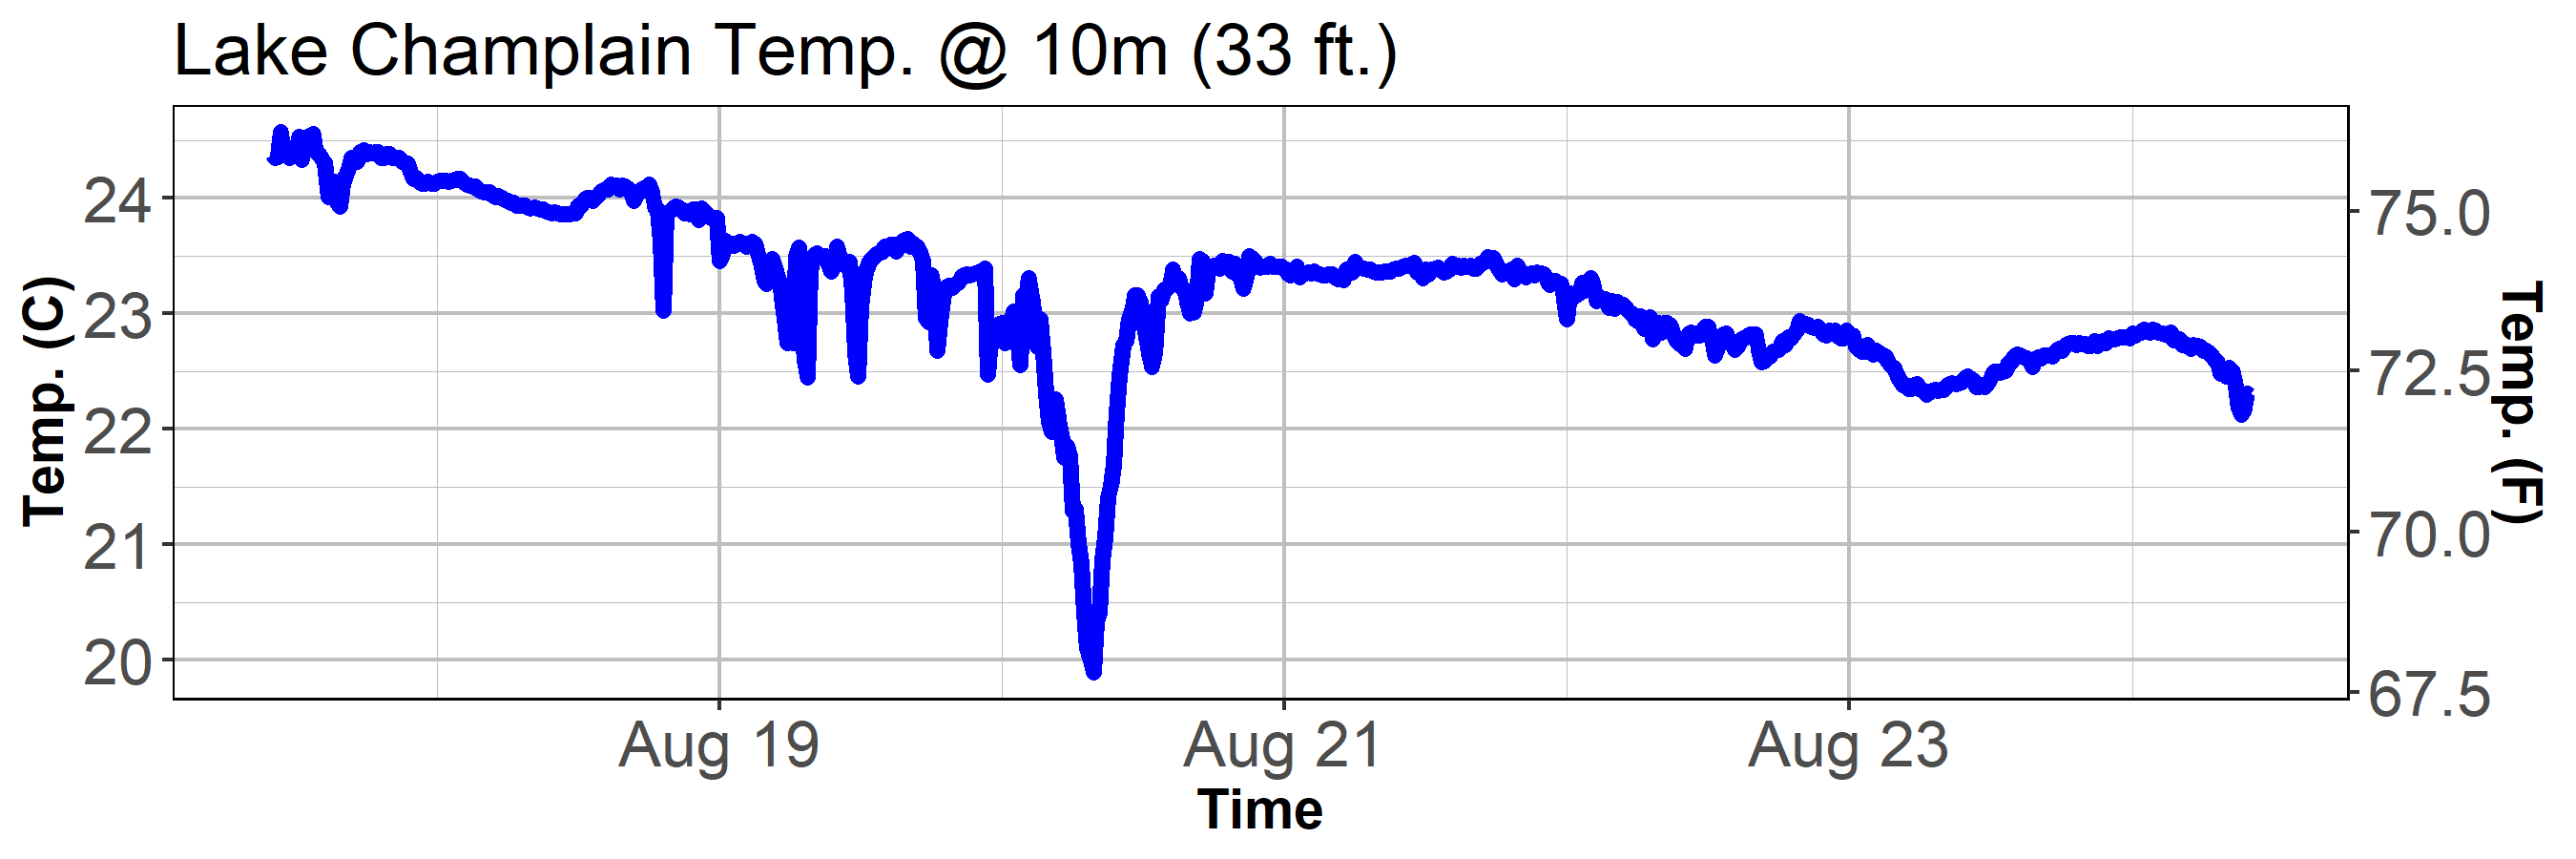 Lake Champlain Temp. @ 10m (33 ft.)
Temp. (C)
24
23
22
21
20
75.0
72.5
70.0
67.5
Temp. (F)
Aug 19
Aug 21
Aug 23
Time